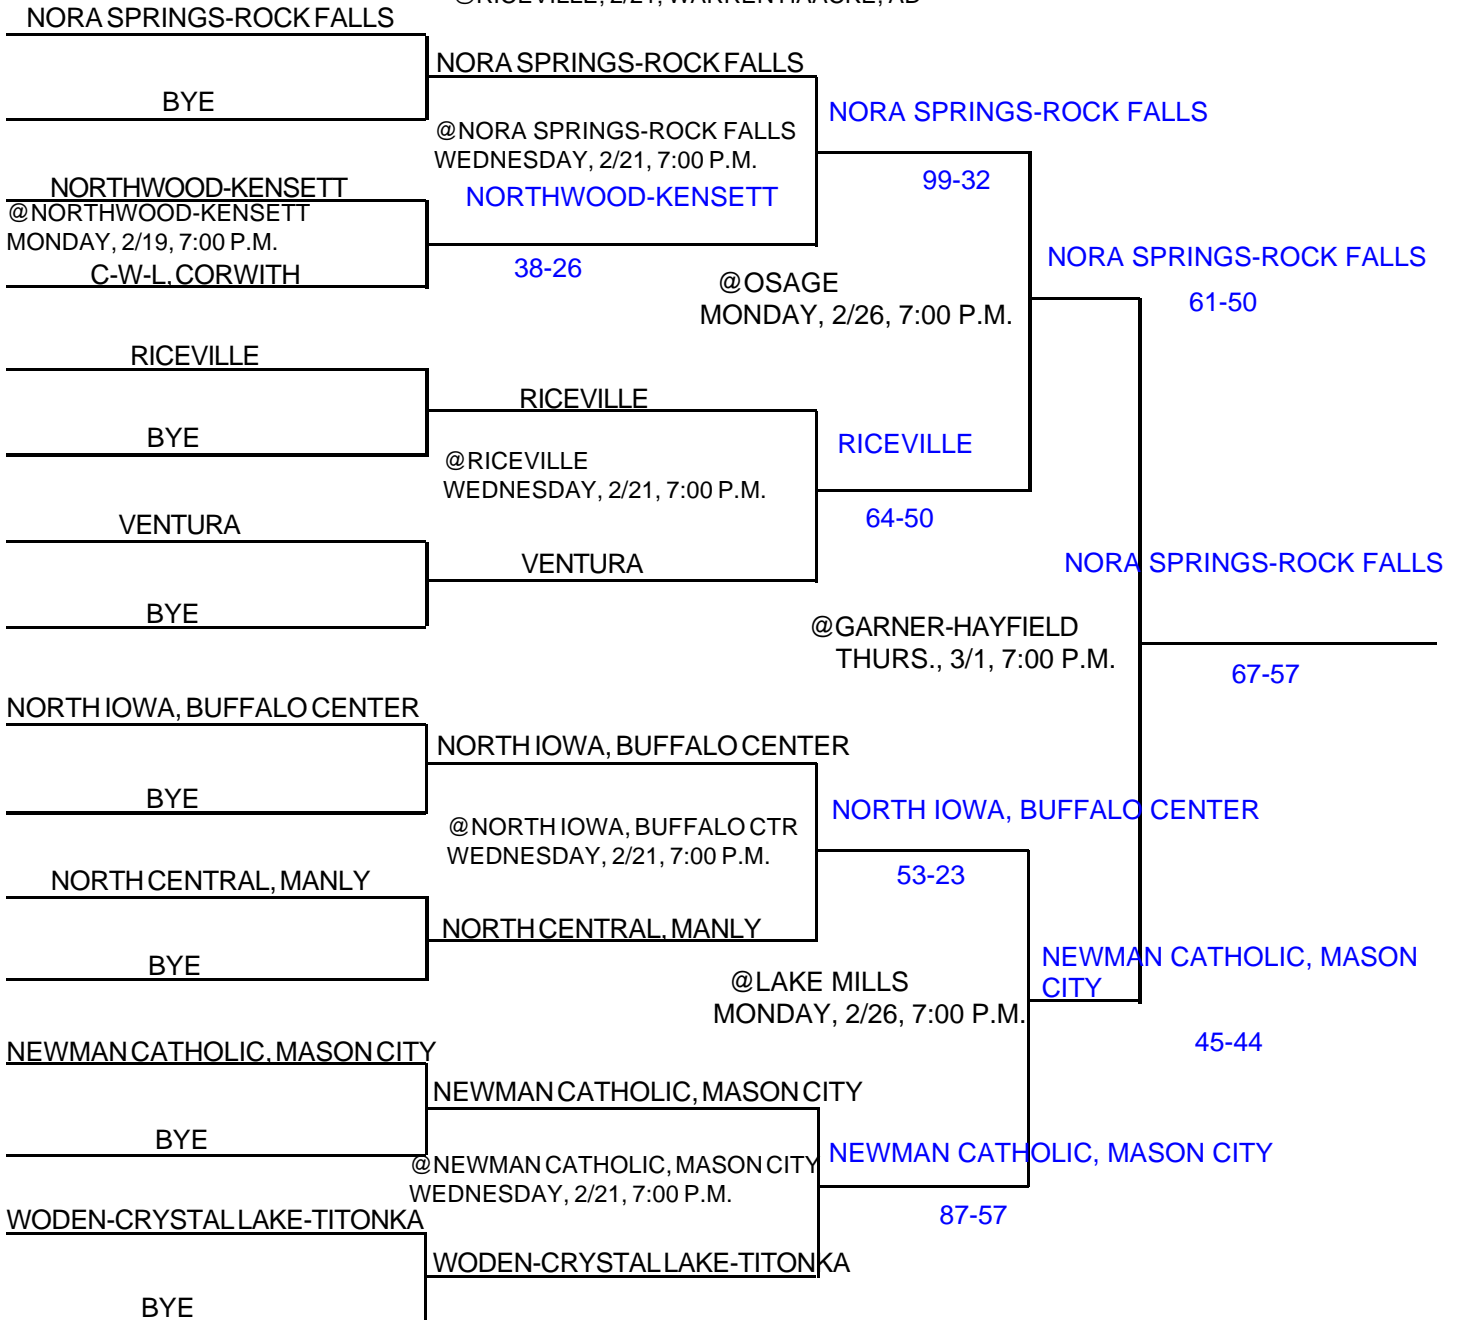 @RICEVILLE, 2/21, WARREN HAACKE, AD
NORA SPRINGS-ROCK FALLS
NORA SPRINGS-ROCK FALLS
BYE
NORA SPRINGS-ROCK FALLS
@NORA SPRINGS-ROCK FALLS
WEDNESDAY, 2/21, 7:00 P.M.
NORTHWOOD-KENSETT
99-32
NORTHWOOD-KENSETT
@NORTHWOOD-KENSETT
MONDAY, 2/19, 7:00 P.M.
C-W-L, CORWITH
38-26
NORA SPRINGS-ROCK FALLS
@OSAGE
MONDAY, 2/26, 7:00 P.M.
61-50
RICEVILLE
RICEVILLE
BYE
RICEVILLE
@RICEVILLE
WEDNESDAY, 2/21, 7:00 P.M.
64-50
VENTURA
VENTURA
NORA SPRINGS-ROCK FALLS
BYE
@GARNER-HAYFIELD
THURS., 3/1, 7:00 P.M.
67-57
NORTH IOWA, BUFFALO CENTER
NORTH IOWA, BUFFALO CENTER
BYE
NORTH IOWA, BUFFALO CENTER
@NORTH IOWA, BUFFALO CTR
WEDNESDAY, 2/21, 7:00 P.M.
53-23
NORTH CENTRAL, MANLY
NORTH CENTRAL, MANLY
BYE
NEWMAN CATHOLIC, MASON
CITY
@LAKE MILLS
MONDAY, 2/26, 7:00 P.M.
45-44
NEWMAN CATHOLIC, MASON CITY
NEWMAN CATHOLIC, MASON CITY
BYE
NEWMAN CATHOLIC, MASON CITY
@NEWMAN CATHOLIC, MASON CITY
WEDNESDAY, 2/21, 7:00 P.M.
87-57
WODEN-CRYSTAL LAKE-TITONKA
WODEN-CRYSTAL LAKE-TITONKA
BYE